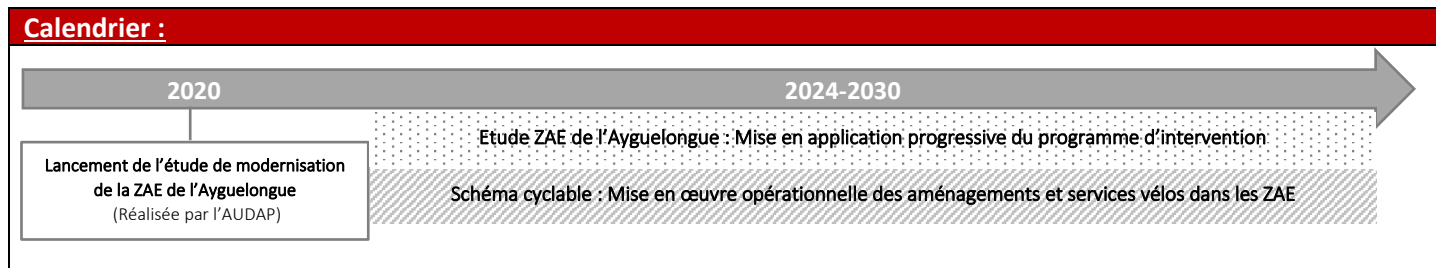 Calendrier :
2020
2024-2030
Etude ZAE de l’Ayguelongue : Mise en application progressive du programme d’intervention
Lancement de l’étude de modernisation
de la ZAE de l’Ayguelongue
(Réalisée par l’AUDAP)
Schéma cyclable : Mise en œuvre opérationnelle des aménagements et services vélos dans les ZAE